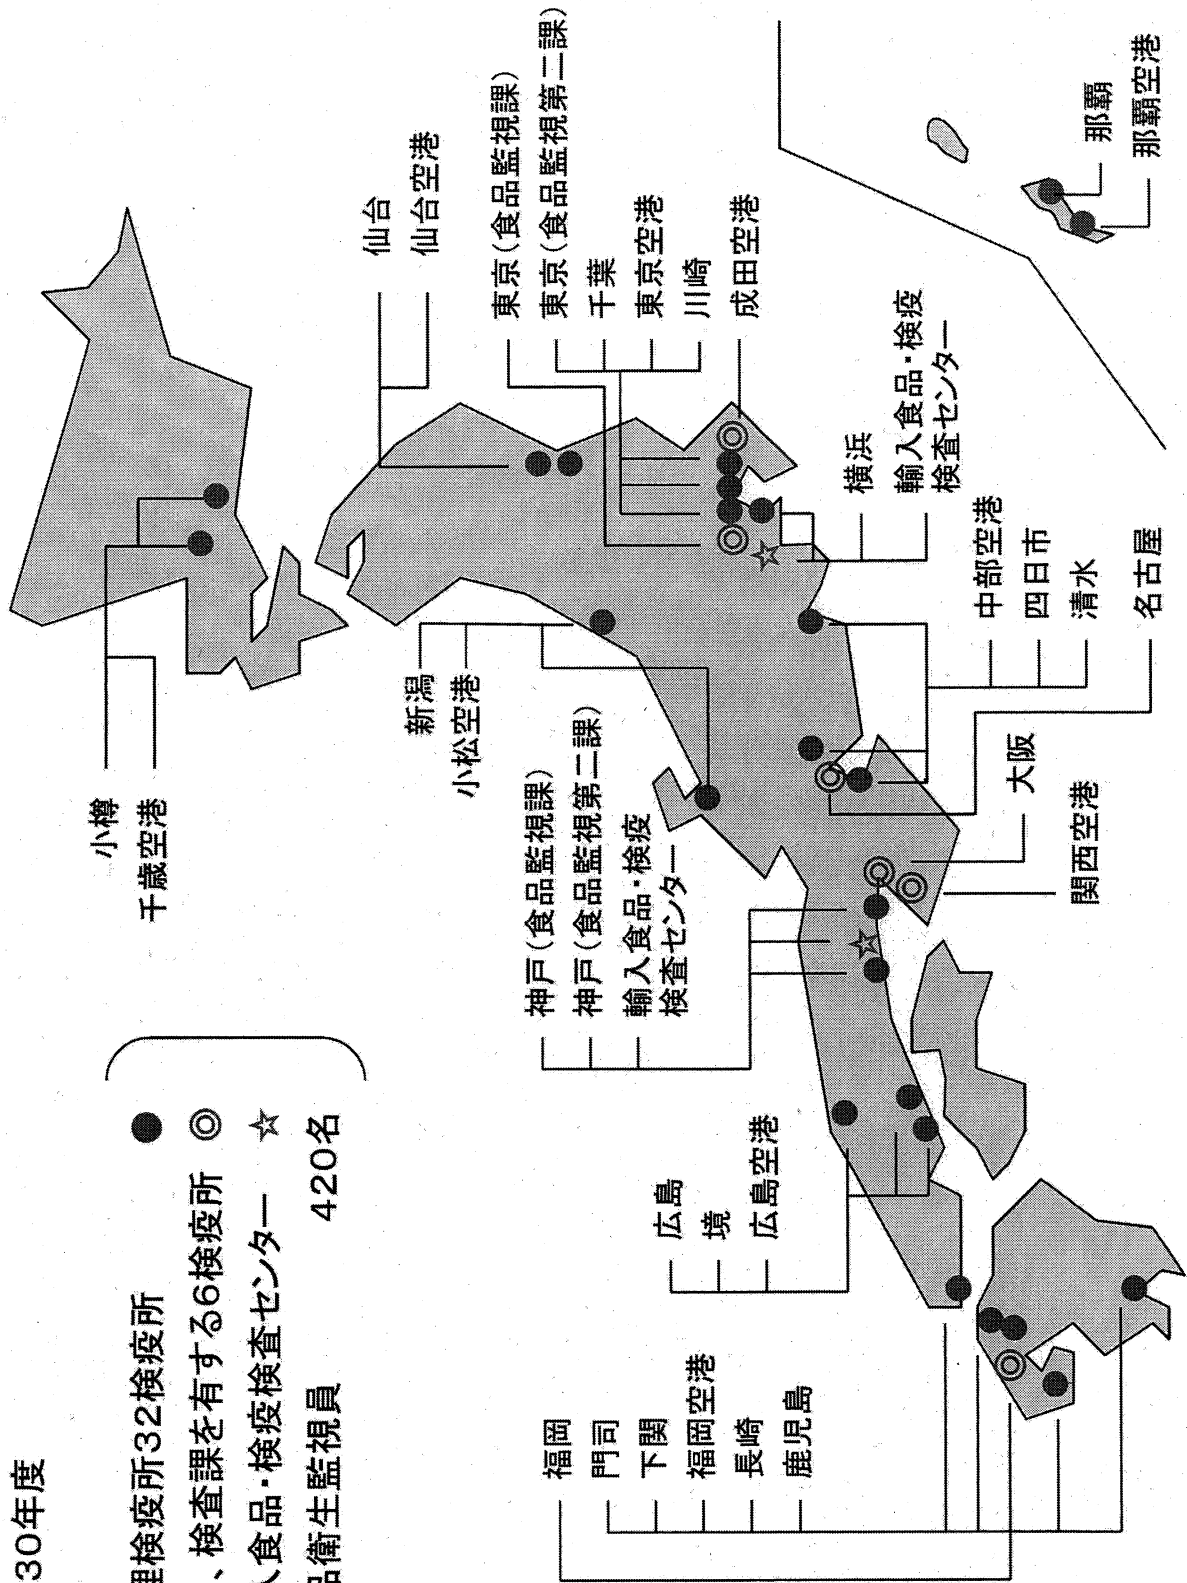 30年度
理検疫所32検疫所 ●
、検査課を有する6検疫所 ◎
入食品・検疫検査センター ☆
品衛生監視員 420名
小樽
千歳空港
仙台
仙台空港
東京(食品監視課)
東京(食品監視第二課)
千葉
東京空港
川崎
成田空港
横浜
輸入食品・検疫
検査センター
新潟
小松空港
中部空港
四日市
清水
名古屋
大阪
関西空港
神戸(食品監視課)
神戸(食品監視第二課)
輸入食品・検疫
検査センター
広島
境
広島空港
福岡
門司
下関
福岡空港
長崎
鹿児島
那覇
那覇空港